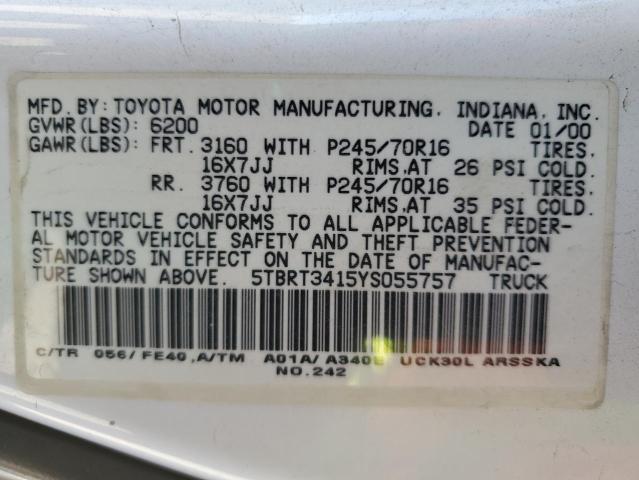 MFD. BY: TOYOTA MOTOR MANUFACTURING, INDIANA, INC.
GVWR(LBS): 6200 DATE 01/00
GAWR(LBS): FRT. 3160 WITH P245/70R16 TIRES,
16X7JJ RIMS,AT 26 PSI COLD.
RR. 3760 WITH P245/70R16 TIRES,
16X7JJ RIMS,AT 35 PSI COLD.
THIS VEHICLE CONFORMS TO ALL APPLICABLE FEDER-
AL MOTOR VEHICLE SAFETY AND THEFT PREVENTION
STANDARDS IN EFFECT ON THE DATE OF MANUFAC-
TURE SHOWN ABOVE. 5TBRT3415YS055757 TRUCK
C/TR 056/ FE40 ,A/TM A01A/ A340E UCK30L ARSSKA
NO.242